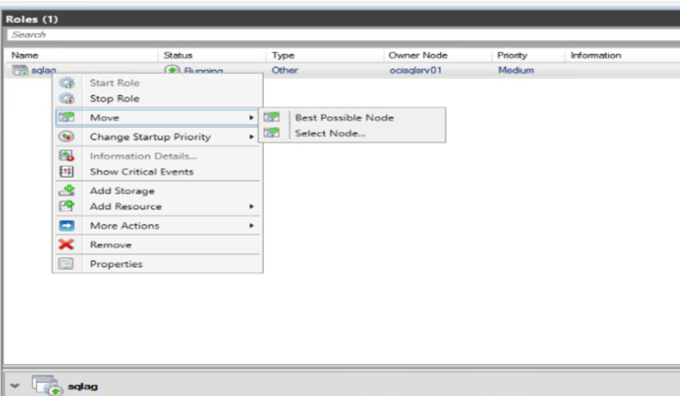 Roles (1)
Search
Name Status Type Owner Node Priority Information
sqlag Running Other ocisqlsrv01 Medium
Start Role
Stop Role
Move
Best Possible Node
Select Node...
Change Startup Priority
Information Details...
Show Critical Events
Add Storage
Add Resource
More Actions
Remove
Properties
sqlag